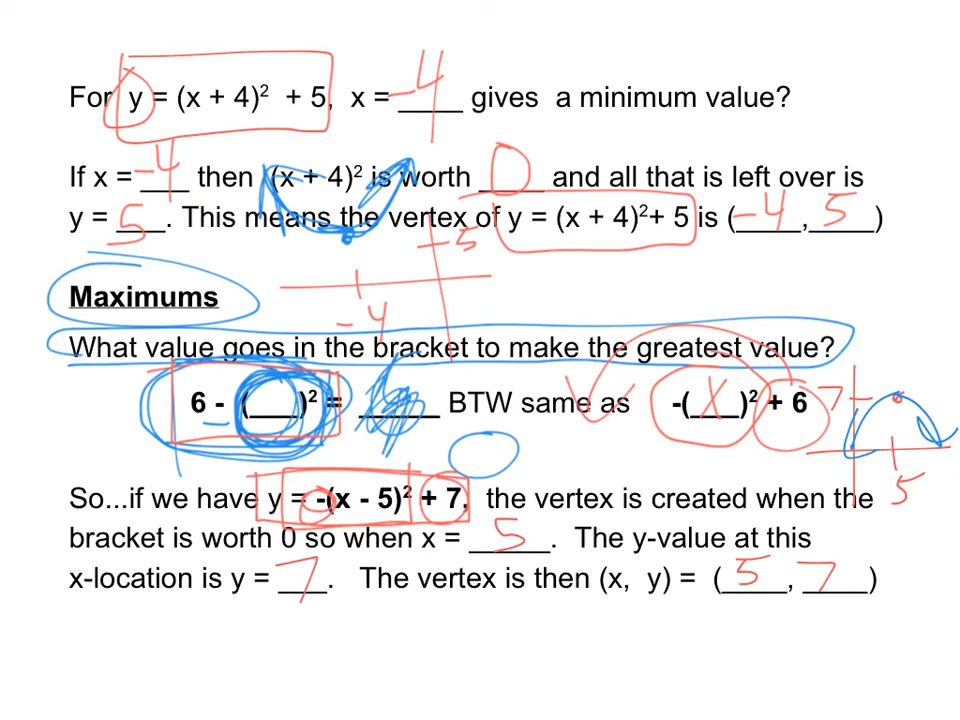 For y = (x + 4)² + 5, x = -4 gives a minimum value?
If x = -4 then (x + 4)² is worth 0 and all that is left over is
y = 5. This means the vertex of y = (x + 4)²+ 5 is (-4, 5)
5
-4
Maximums
What value goes in the bracket to make the greatest value?
6 - (___)² = _____ BTW same as -(x)² + 6
7
5
So...if we have y = -(x - 5)² + 7, the vertex is created when the
bracket is worth 0 so when x = 5. The y-value at this
x-location is y = 7. The vertex is then (x, y) = (5, 7)